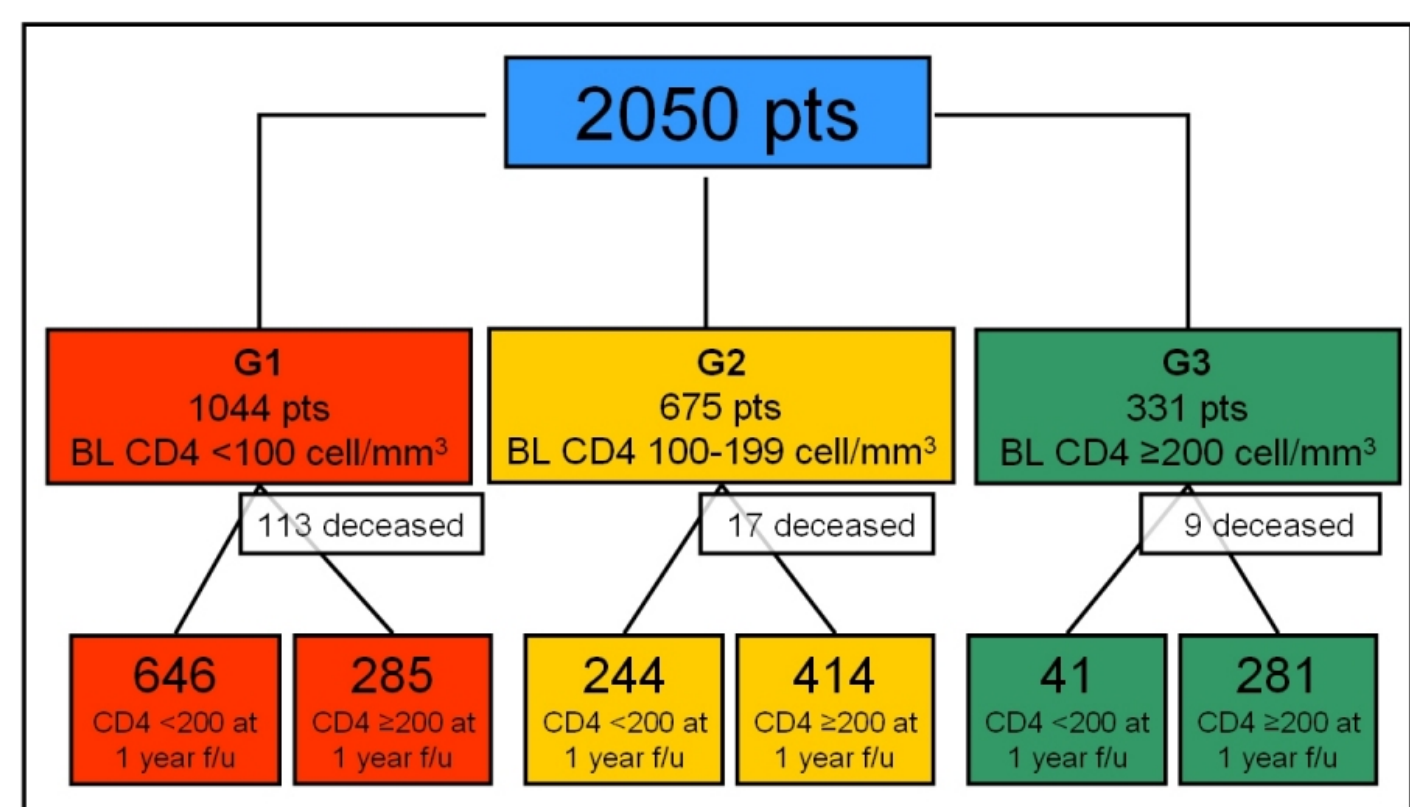 2050 pts
G1
1044 pts
BL CD4 <100 cell/mm³
G2
675 pts
BL CD4 100-199 cell/mm³
G3
331 pts
BL CD4 ≥200 cell/mm³
113 deceased
17 deceased
9 deceased
646
CD4 <200 at
1 year f/u
285
CD4 ≥200 at
1 year f/u
244
CD4 <200 at
1 year f/u
414
CD4 ≥200 at
1 year f/u
41
CD4 <200 at
1 year f/u
281
CD4 ≥200 at
1 year f/u